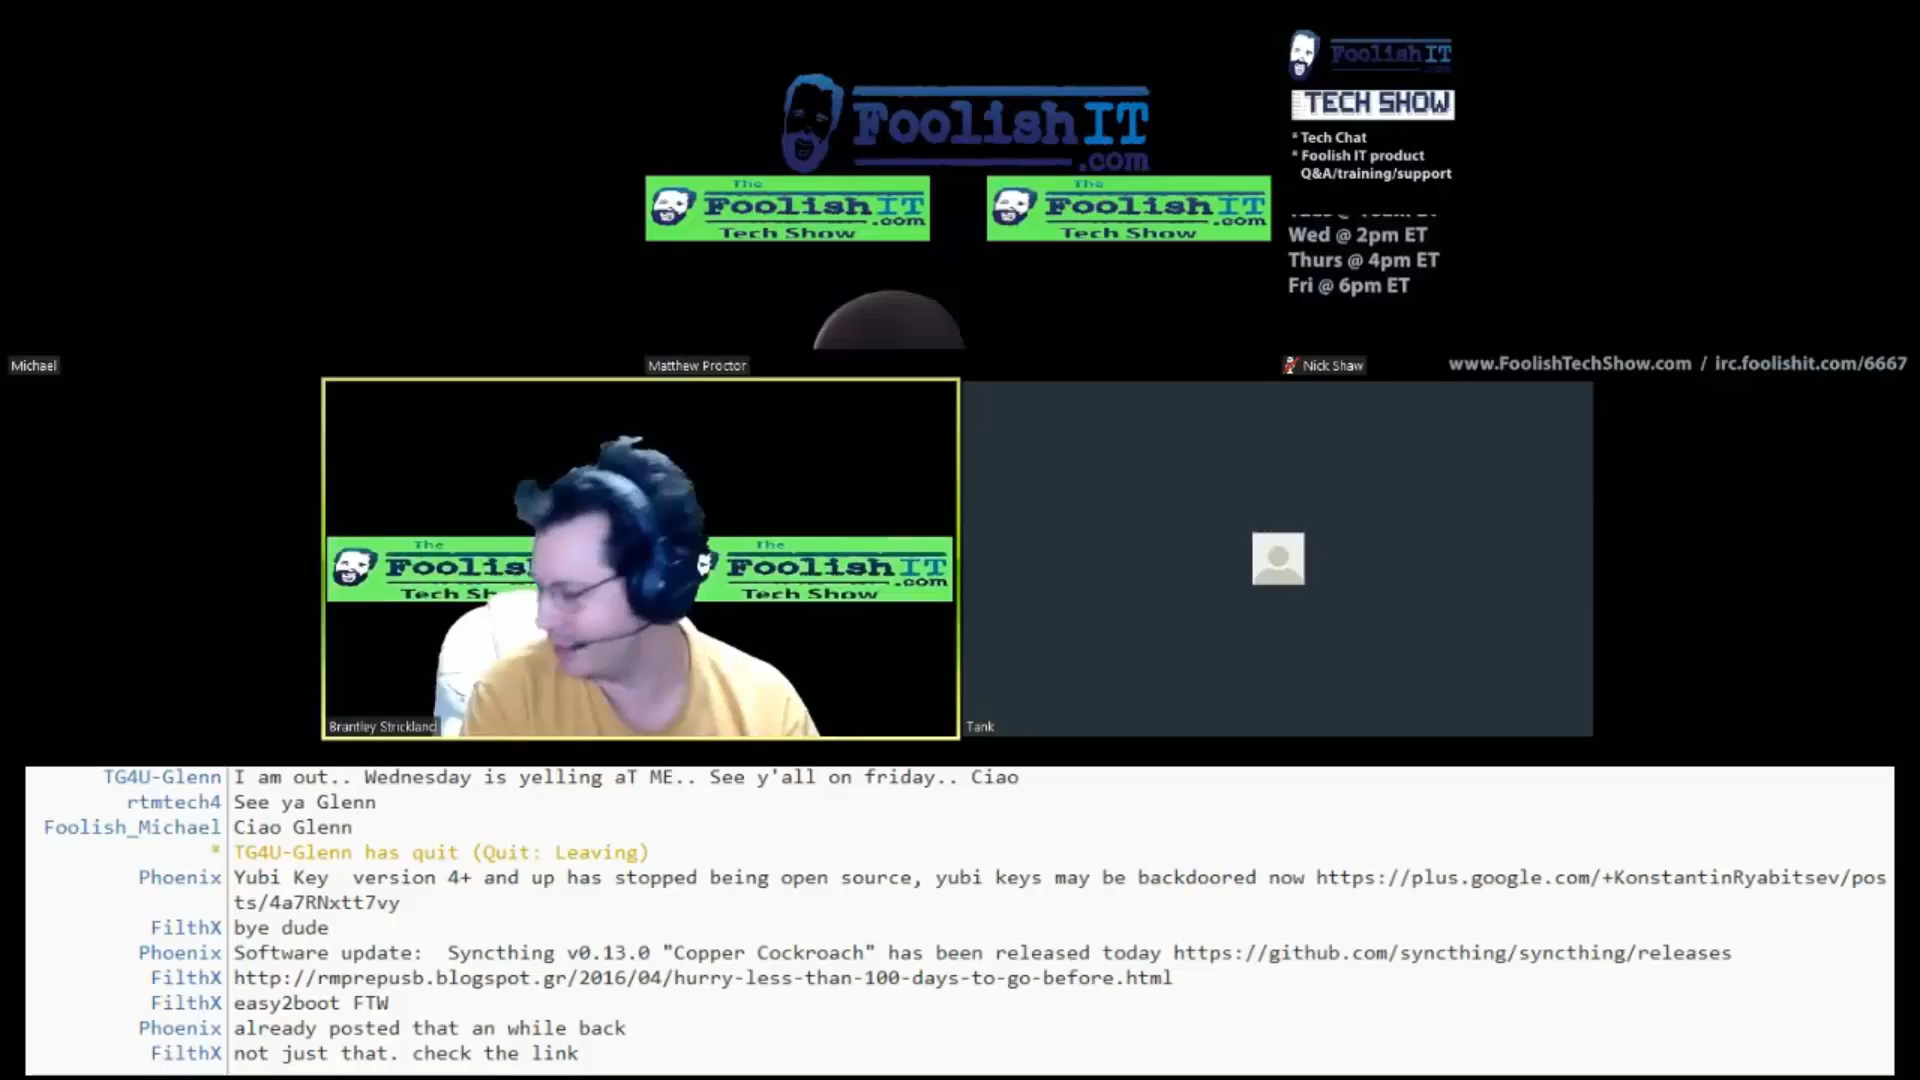 FoolishIT
.com
FoolishIT
.com
TECH SHOW
* Tech Chat
* Foolish IT product
Q&A/training/support
Wed @ 2pm ET
Thurs @ 4pm ET
Fri @ 6pm ET
The
FoolishIT
.com
Tech Show
The
FoolishIT
.com
Tech Show
Michael
Matthew Proctor
Nick Shaw
www.FoolishTechShow.com / irc.foolishit.com/6667
The
Foolis
Tech Sh
The
FoolishIT
.com
Tech Show
Brantley Strickland
Tank
TG4U-Glenn I am out.. Wednesday is yelling aT ME.. See y'all on friday.. Ciao
rtmtech4 See ya Glenn
Foolish_Michael Ciao Glenn
* TG4U-Glenn has quit (Quit: Leaving)
Phoenix Yubi Key  version 4+ and up has stopped being open source, yubi keys may be backdoored now https://plus.google.com/+KonstantinRyabitsev/pos
ts/4a7RNxtt7vy
FilthX bye dude
Phoenix Software update:  Syncthing v0.13.0 "Copper Cockroach" has been released today https://github.com/syncthing/syncthing/releases
FilthX http://rmprepusb.blogspot.gr/2016/04/hurry-less-than-100-days-to-go-before.html
FilthX easy2boot FTW
Phoenix already posted that an while back
FilthX not just that. check the link